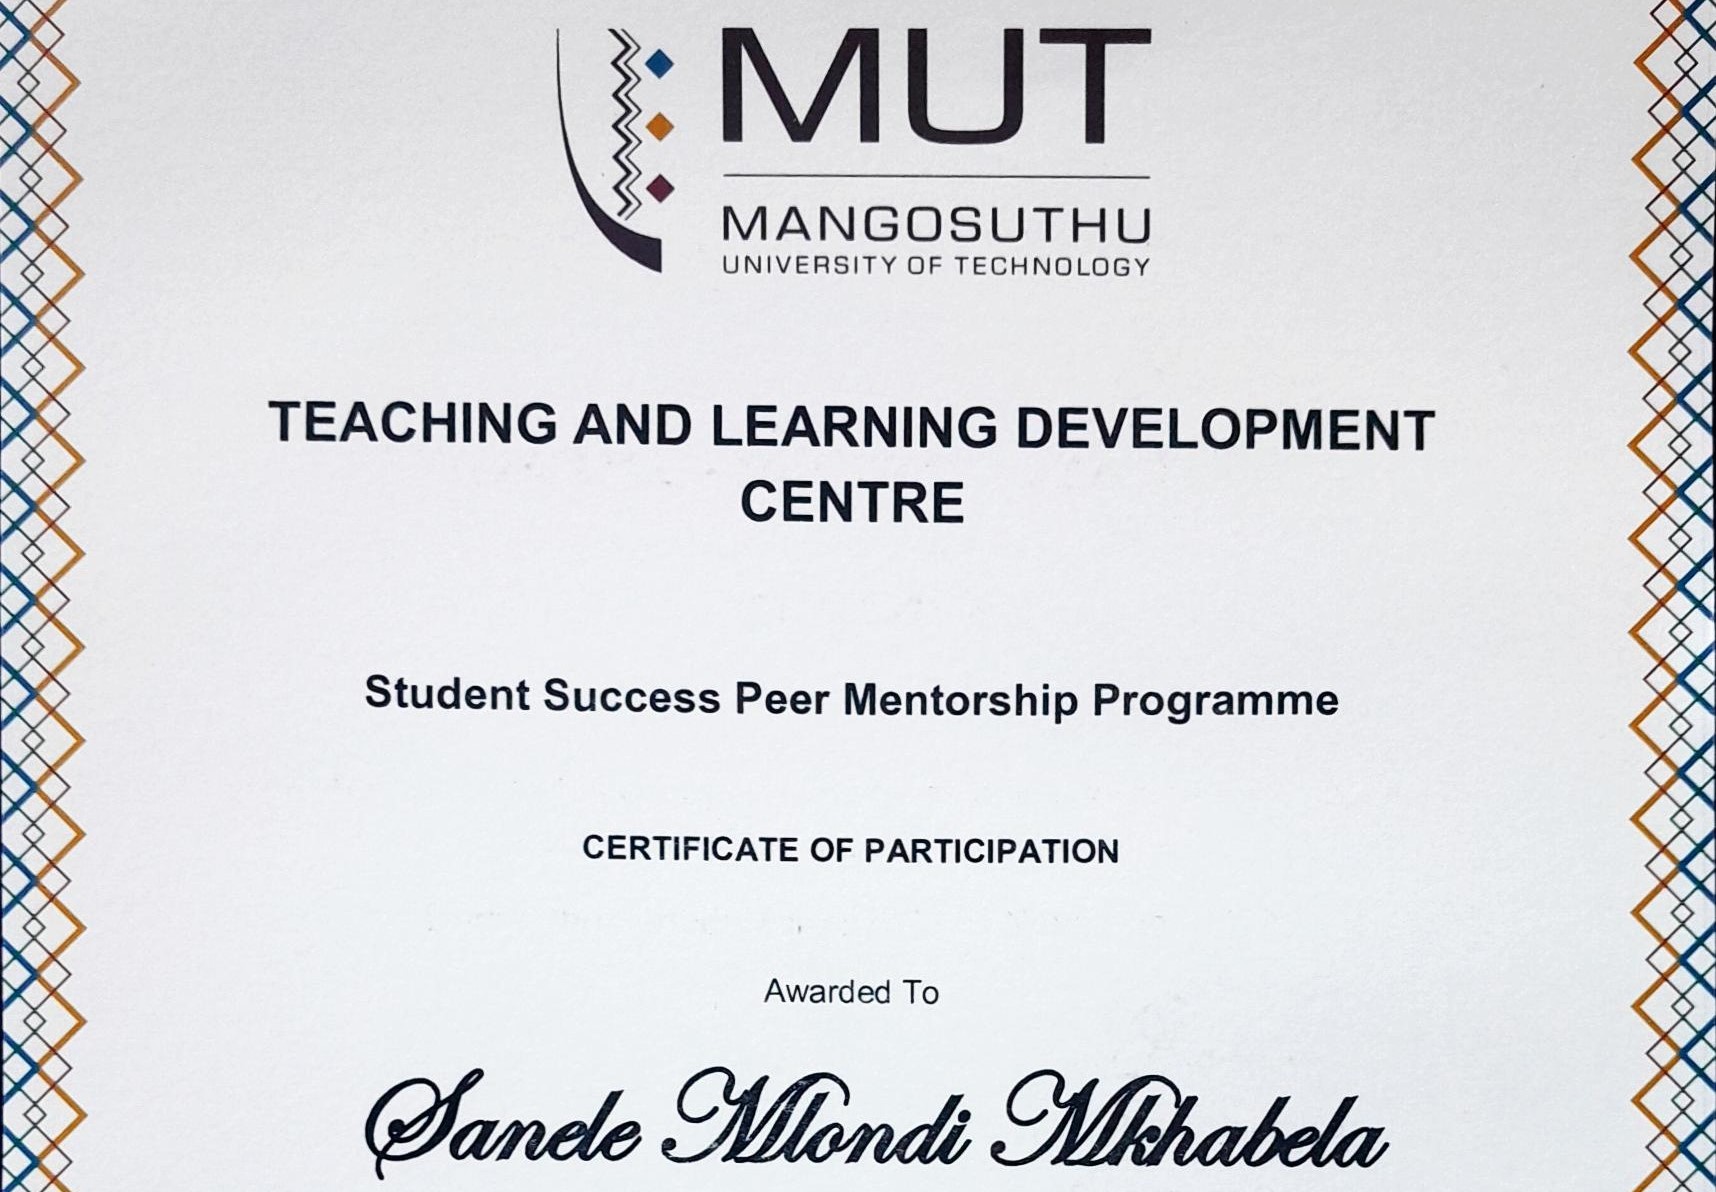 MUT
MANGOSUTHU
UNIVERSITY OF TECHNOLOGY
TEACHING AND LEARNING DEVELOPMENT
CENTRE
Student Success Peer Mentorship Programme
CERTIFICATE OF PARTICIPATION
Awarded To
Sanele Mlondi Mkhabela